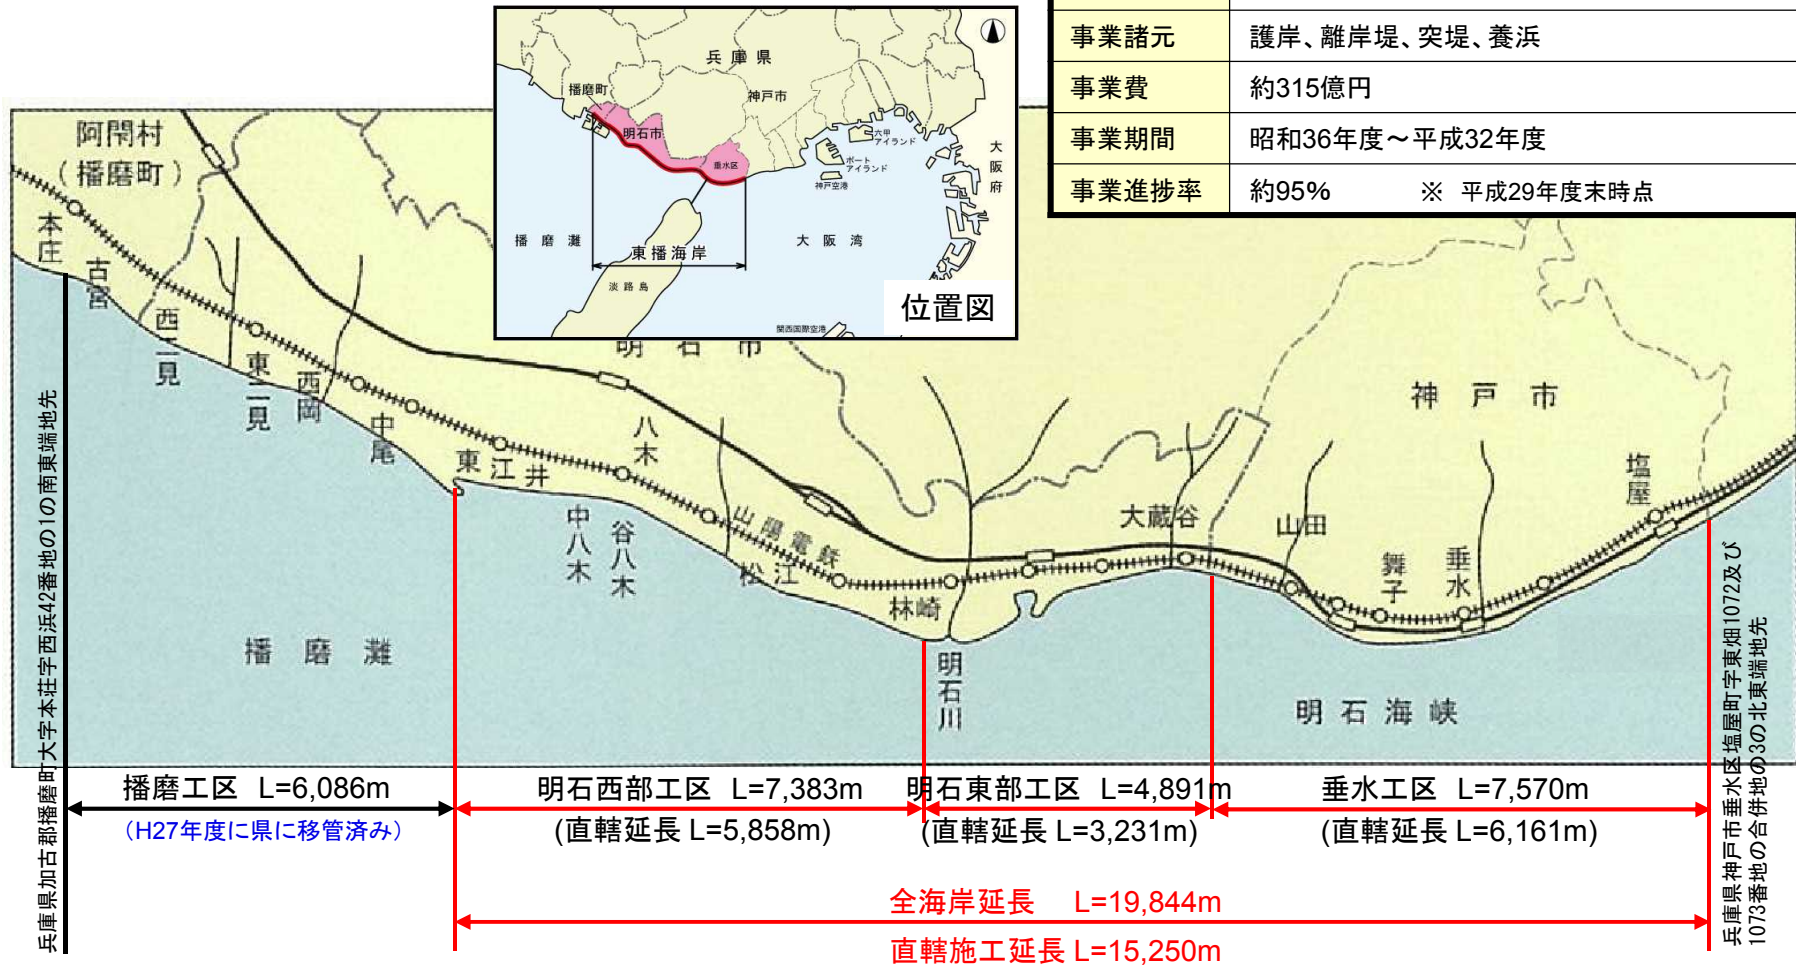 事業諸元 護岸、離岸堤、突堤、養浜
事業費 約315億円
事業期間 昭和36年度～平成32年度
事業進捗率 約95% ※ 平成29年度末時点
兵庫県
播磨町
神戸市
明石市
垂水区
六甲アイランド
ポートアイランド
神戸空港
大阪府
播磨灘
大阪湾
東播海岸
淡路島
関西国際空港
位置図
阿閇村
(播磨町)
本庄
古宮
西二見
東二見
西岡
中尾
東江井
八木
中八木
谷八木
山陽電鉄
松江
林崎
明石川
明石市
大蔵谷
山田
舞子
垂水
塩屋
神戸市
播磨灘
明石海峡
兵庫県加古郡播磨町大字本荘字西浜42番地の1の南東端地先
兵庫県神戸市垂水区塩屋町字東畑1072及び
1073番地の合併地の3の北東端地先
播磨工区 L=6,086m
(H27年度に県に移管済み)
明石西部工区 L=7,383m
(直轄延長 L=5,858m)
明石東部工区 L=4,891m
(直轄延長 L=3,231m)
垂水工区 L=7,570m
(直轄延長 L=6,161m)
全海岸延長 L=19,844m
直轄施工延長 L=15,250m